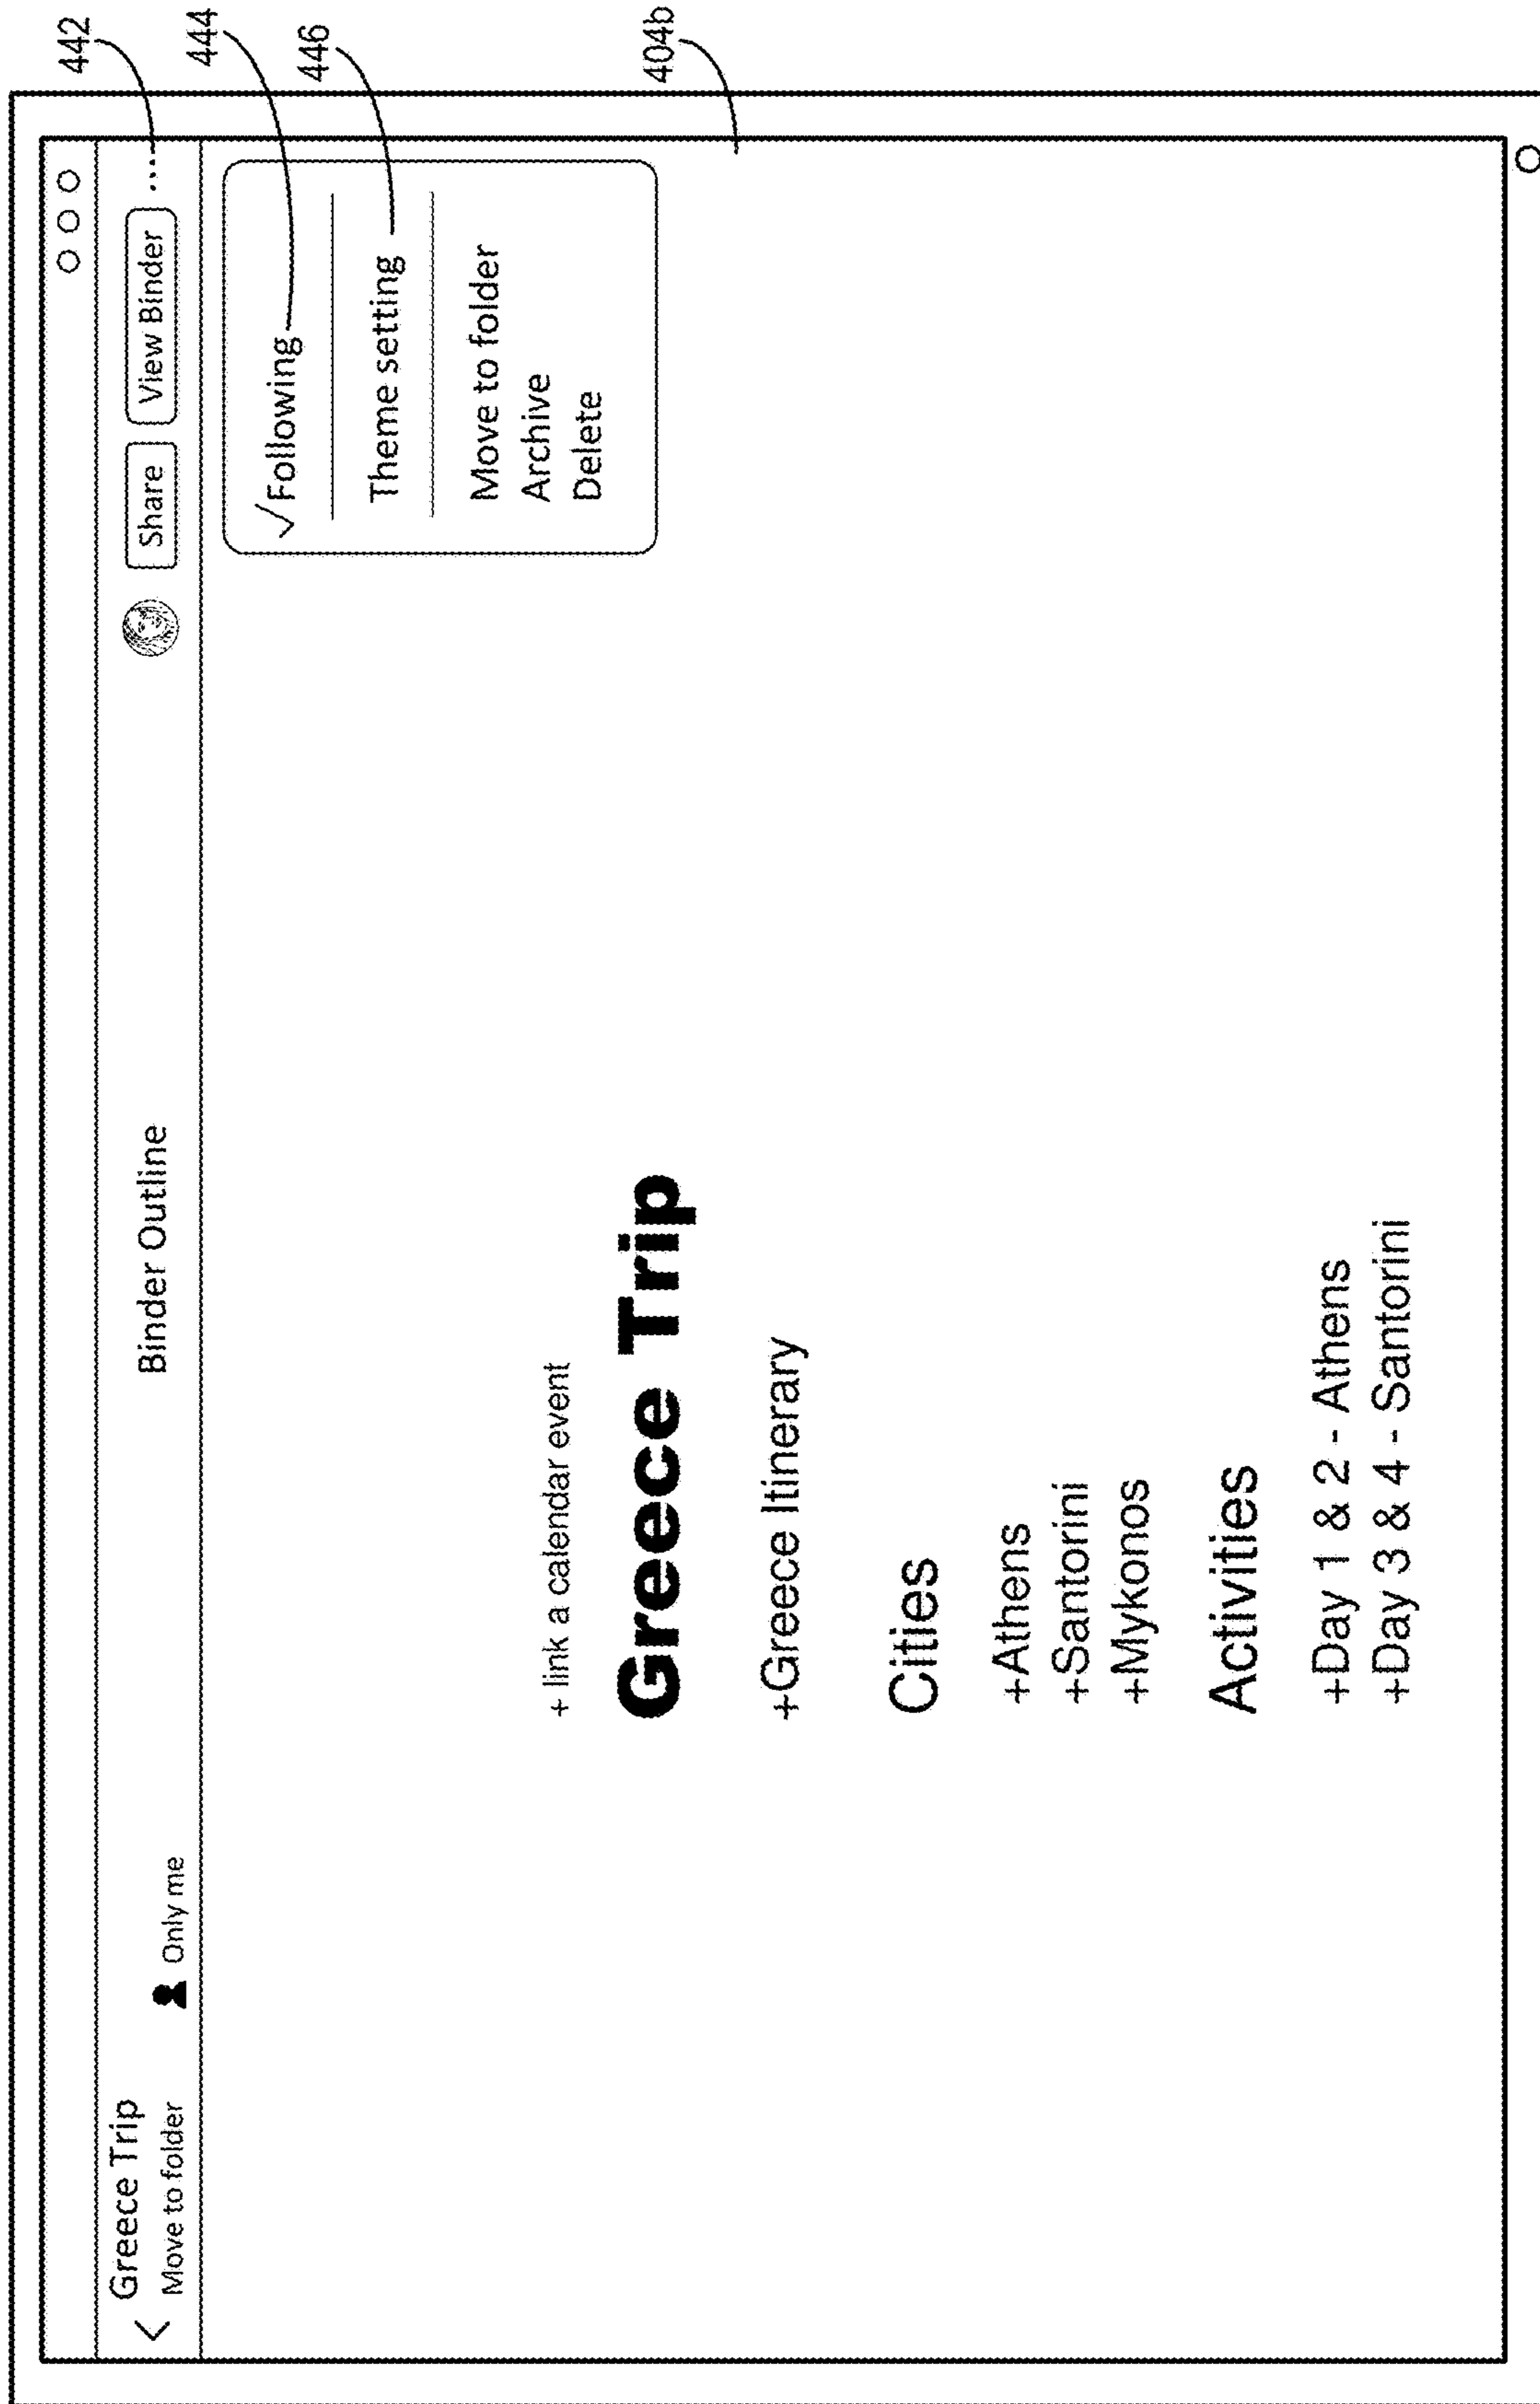 Greece Trip
Move to folder
Only me
Binder Outline
Share
View Binder
....
442
✓Following
444
Theme setting
446
Move to folder
Archive
Delete
404b
+ link a calendar event
Greece Trip
+Greece Itinerary
Cities
+Athens
+Santorini
+Mykonos
Activities
+Day 1 & 2 - Athens
+Day 3 & 4 - Santorini